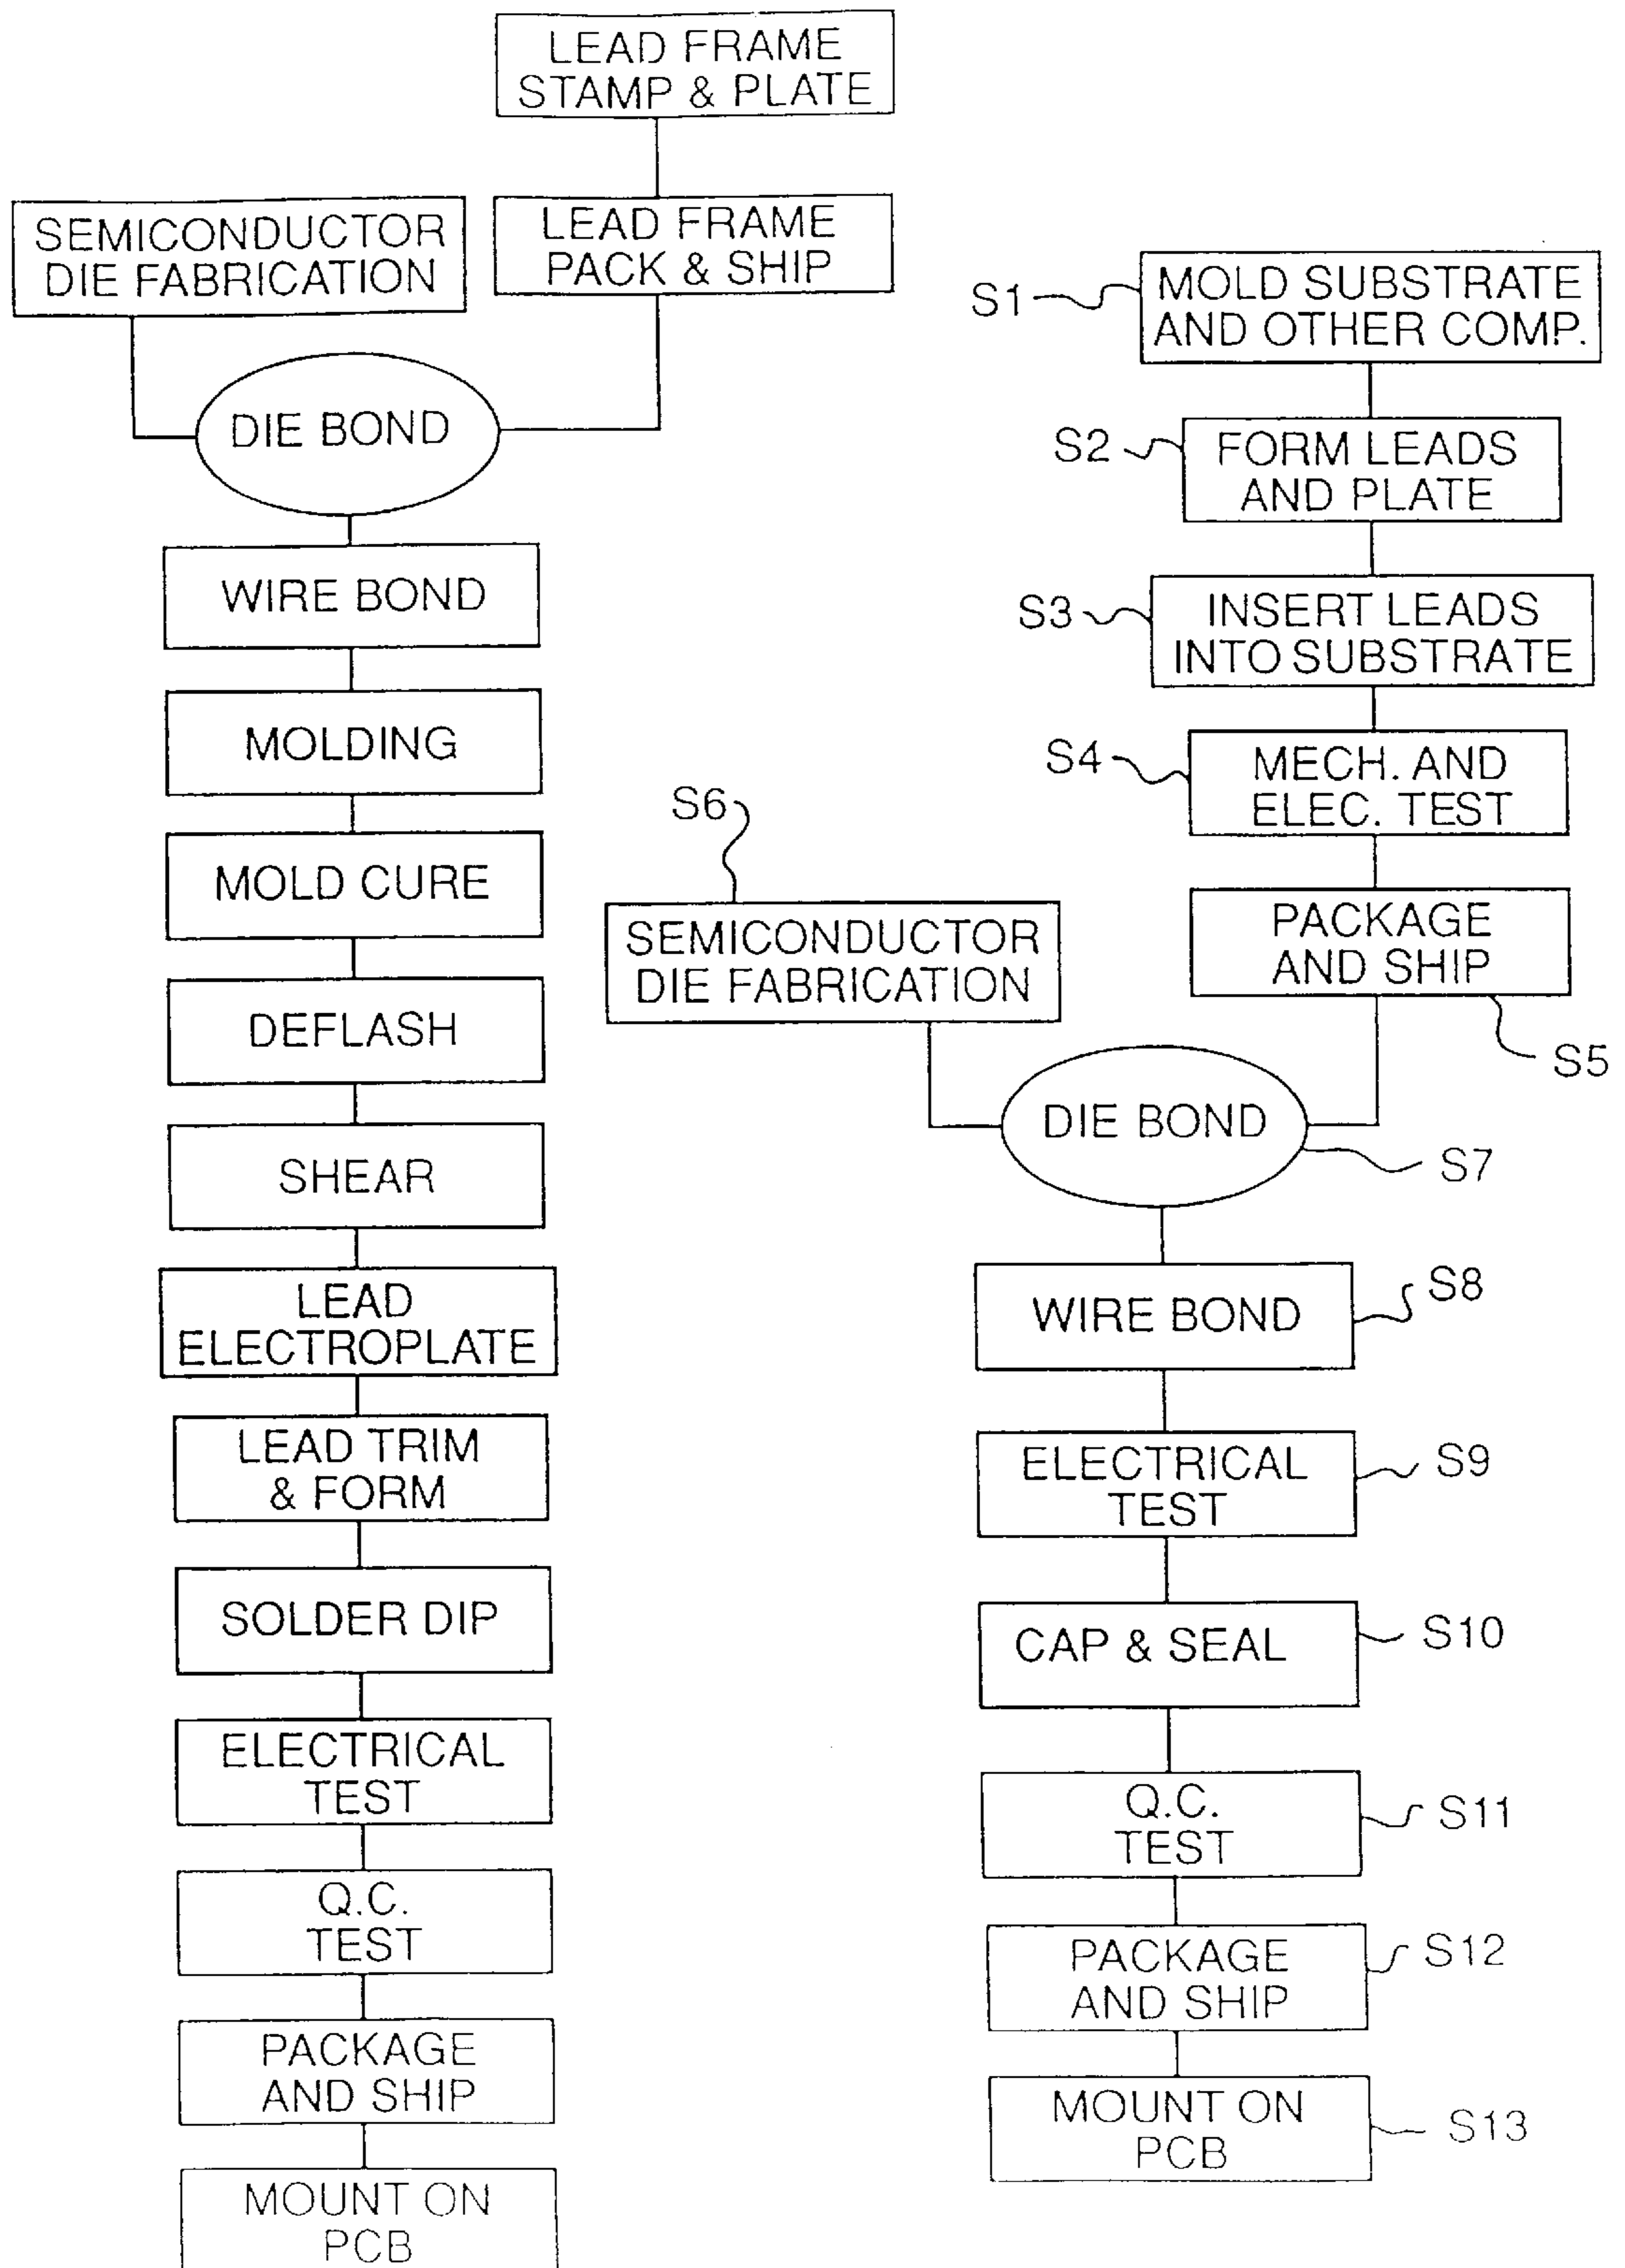 LEAD FRAME
STAMP & PLATE
SEMICONDUCTOR
DIE FABRICATION
LEAD FRAME
PACK & SHIP
DIE BOND
WIRE BOND
MOLDING
MOLD CURE
DEFLASH
SHEAR
LEAD
ELECTROPLATE
LEAD TRIM
& FORM
SOLDER DIP
ELECTRICAL
TEST
Q.C.
TEST
PACKAGE
AND SHIP
MOUNT ON
PCB
S1
MOLD SUBSTRATE
AND OTHER COMP.
S2
FORM LEADS
AND PLATE
S3
INSERT LEADS
INTO SUBSTRATE
S4
MECH. AND
ELEC. TEST
PACKAGE
AND SHIP
S5
S6
SEMICONDUCTOR
DIE FABRICATION
DIE BOND
S7
WIRE BOND
S8
ELECTRICAL
TEST
S9
CAP & SEAL
S10
Q.C.
TEST
S11
PACKAGE
AND SHIP
S12
MOUNT ON
PCB
S13